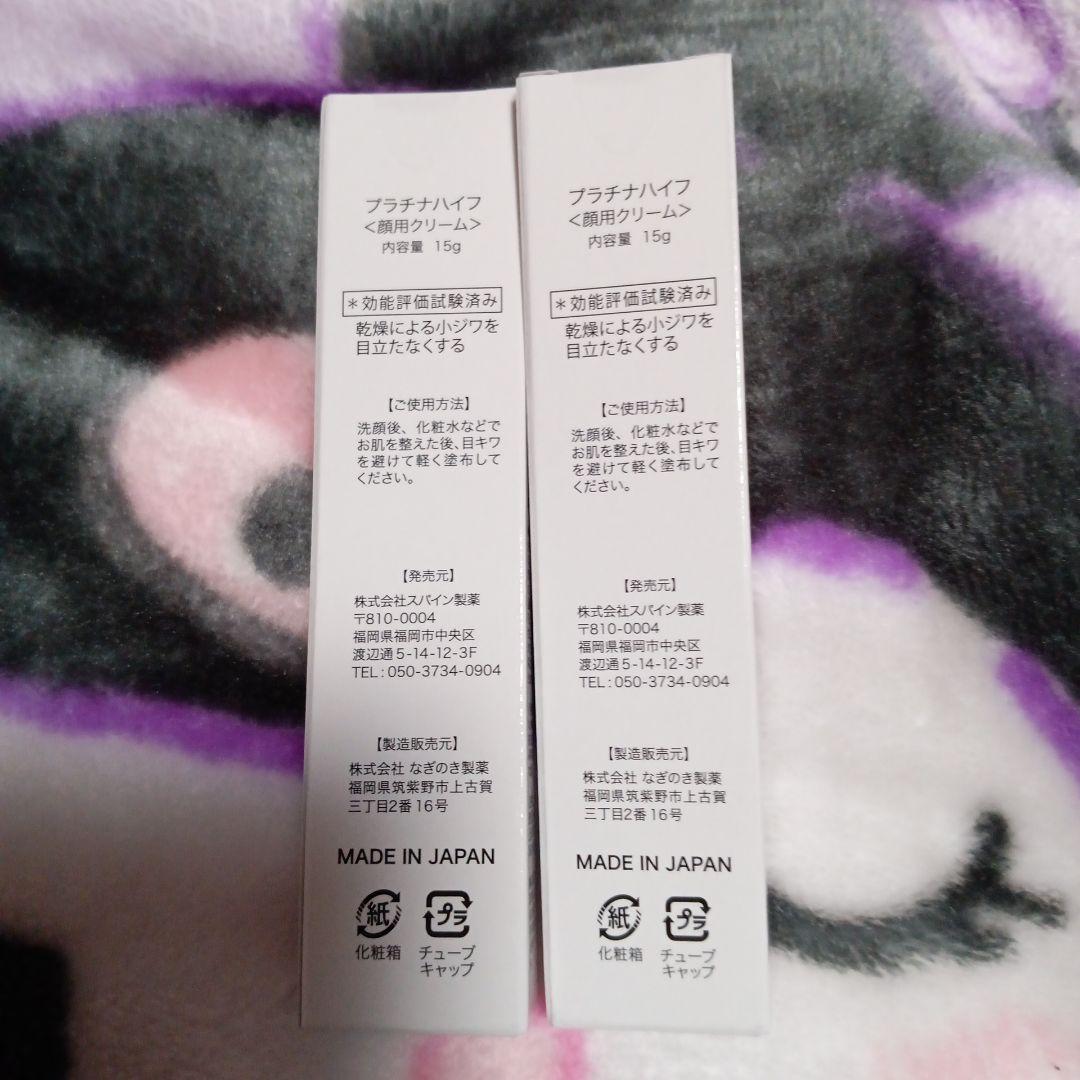 プラチナハイフ
<顔用クリーム>
内容量 15g
＊効能評価試験済み
乾燥による小ジワを
目立たなくする
【ご使用方法】
洗顔後、化粧水などで
お肌を整えた後、目キワ
を避けて軽く塗布して
ください。
【発売元】
株式会社スパイン製薬
〒810-0004
福岡県福岡市中央区
渡辺通5-14-12-3F
TEL : 050-3734-0904
【製造販売元】
株式会社 なぎのき製薬
福岡県筑紫野市上古賀
三丁目2番16号
MADE IN JAPAN
紙
化粧箱
プラ
チューブ
キャップ
プラチナハイフ
<顔用クリーム>
内容量 15g
＊効能評価試験済み
乾燥による小ジワを
目立たなくする
【ご使用方法】
洗顔後、化粧水などで
お肌を整えた後、目キワ
を避けて軽く塗布して
ください。
【発売元】
株式会社スパイン製薬
〒810-0004
福岡県福岡市中央区
渡辺通5-14-12-3F
TEL : 050-3734-0904
【製造販売元】
株式会社 なぎのき製薬
福岡県筑紫野市上古賀
三丁目2番16号
MADE IN JAPAN
紙
化粧箱
プラ
チューブ
キャップ